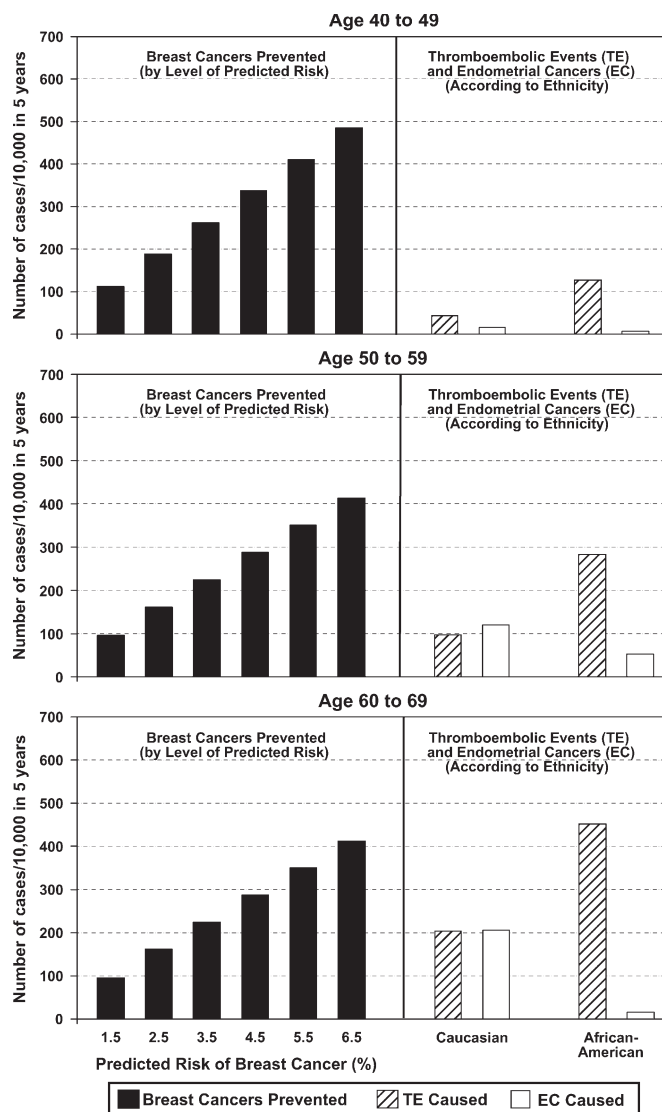 Age 40 to 49
Number of cases/10,000 in 5 years
700
600
500
400
300
200
100
0
Breast Cancers Prevented
(by Level of Predicted Risk)
Thromboembolic Events (TE)
and Endometrial Cancers (EC)
(According to Ethnicity)
Age 50 to 59
Number of cases/10,000 in 5 years
700
600
500
400
300
200
100
0
Breast Cancers Prevented
(by Level of Predicted Risk)
Thromboembolic Events (TE)
and Endometrial Cancers (EC)
(According to Ethnicity)
Age 60 to 69
Number of cases/10,000 in 5 years
700
600
500
400
300
200
100
0
Breast Cancers Prevented
(by Level of Predicted Risk)
Thromboembolic Events (TE)
and Endometrial Cancers (EC)
(According to Ethnicity)
1.5 2.5 3.5 4.5 5.5 6.5
Predicted Risk of Breast Cancer (%)
Caucasian
African-
American
Breast Cancers Prevented TE Caused EC Caused